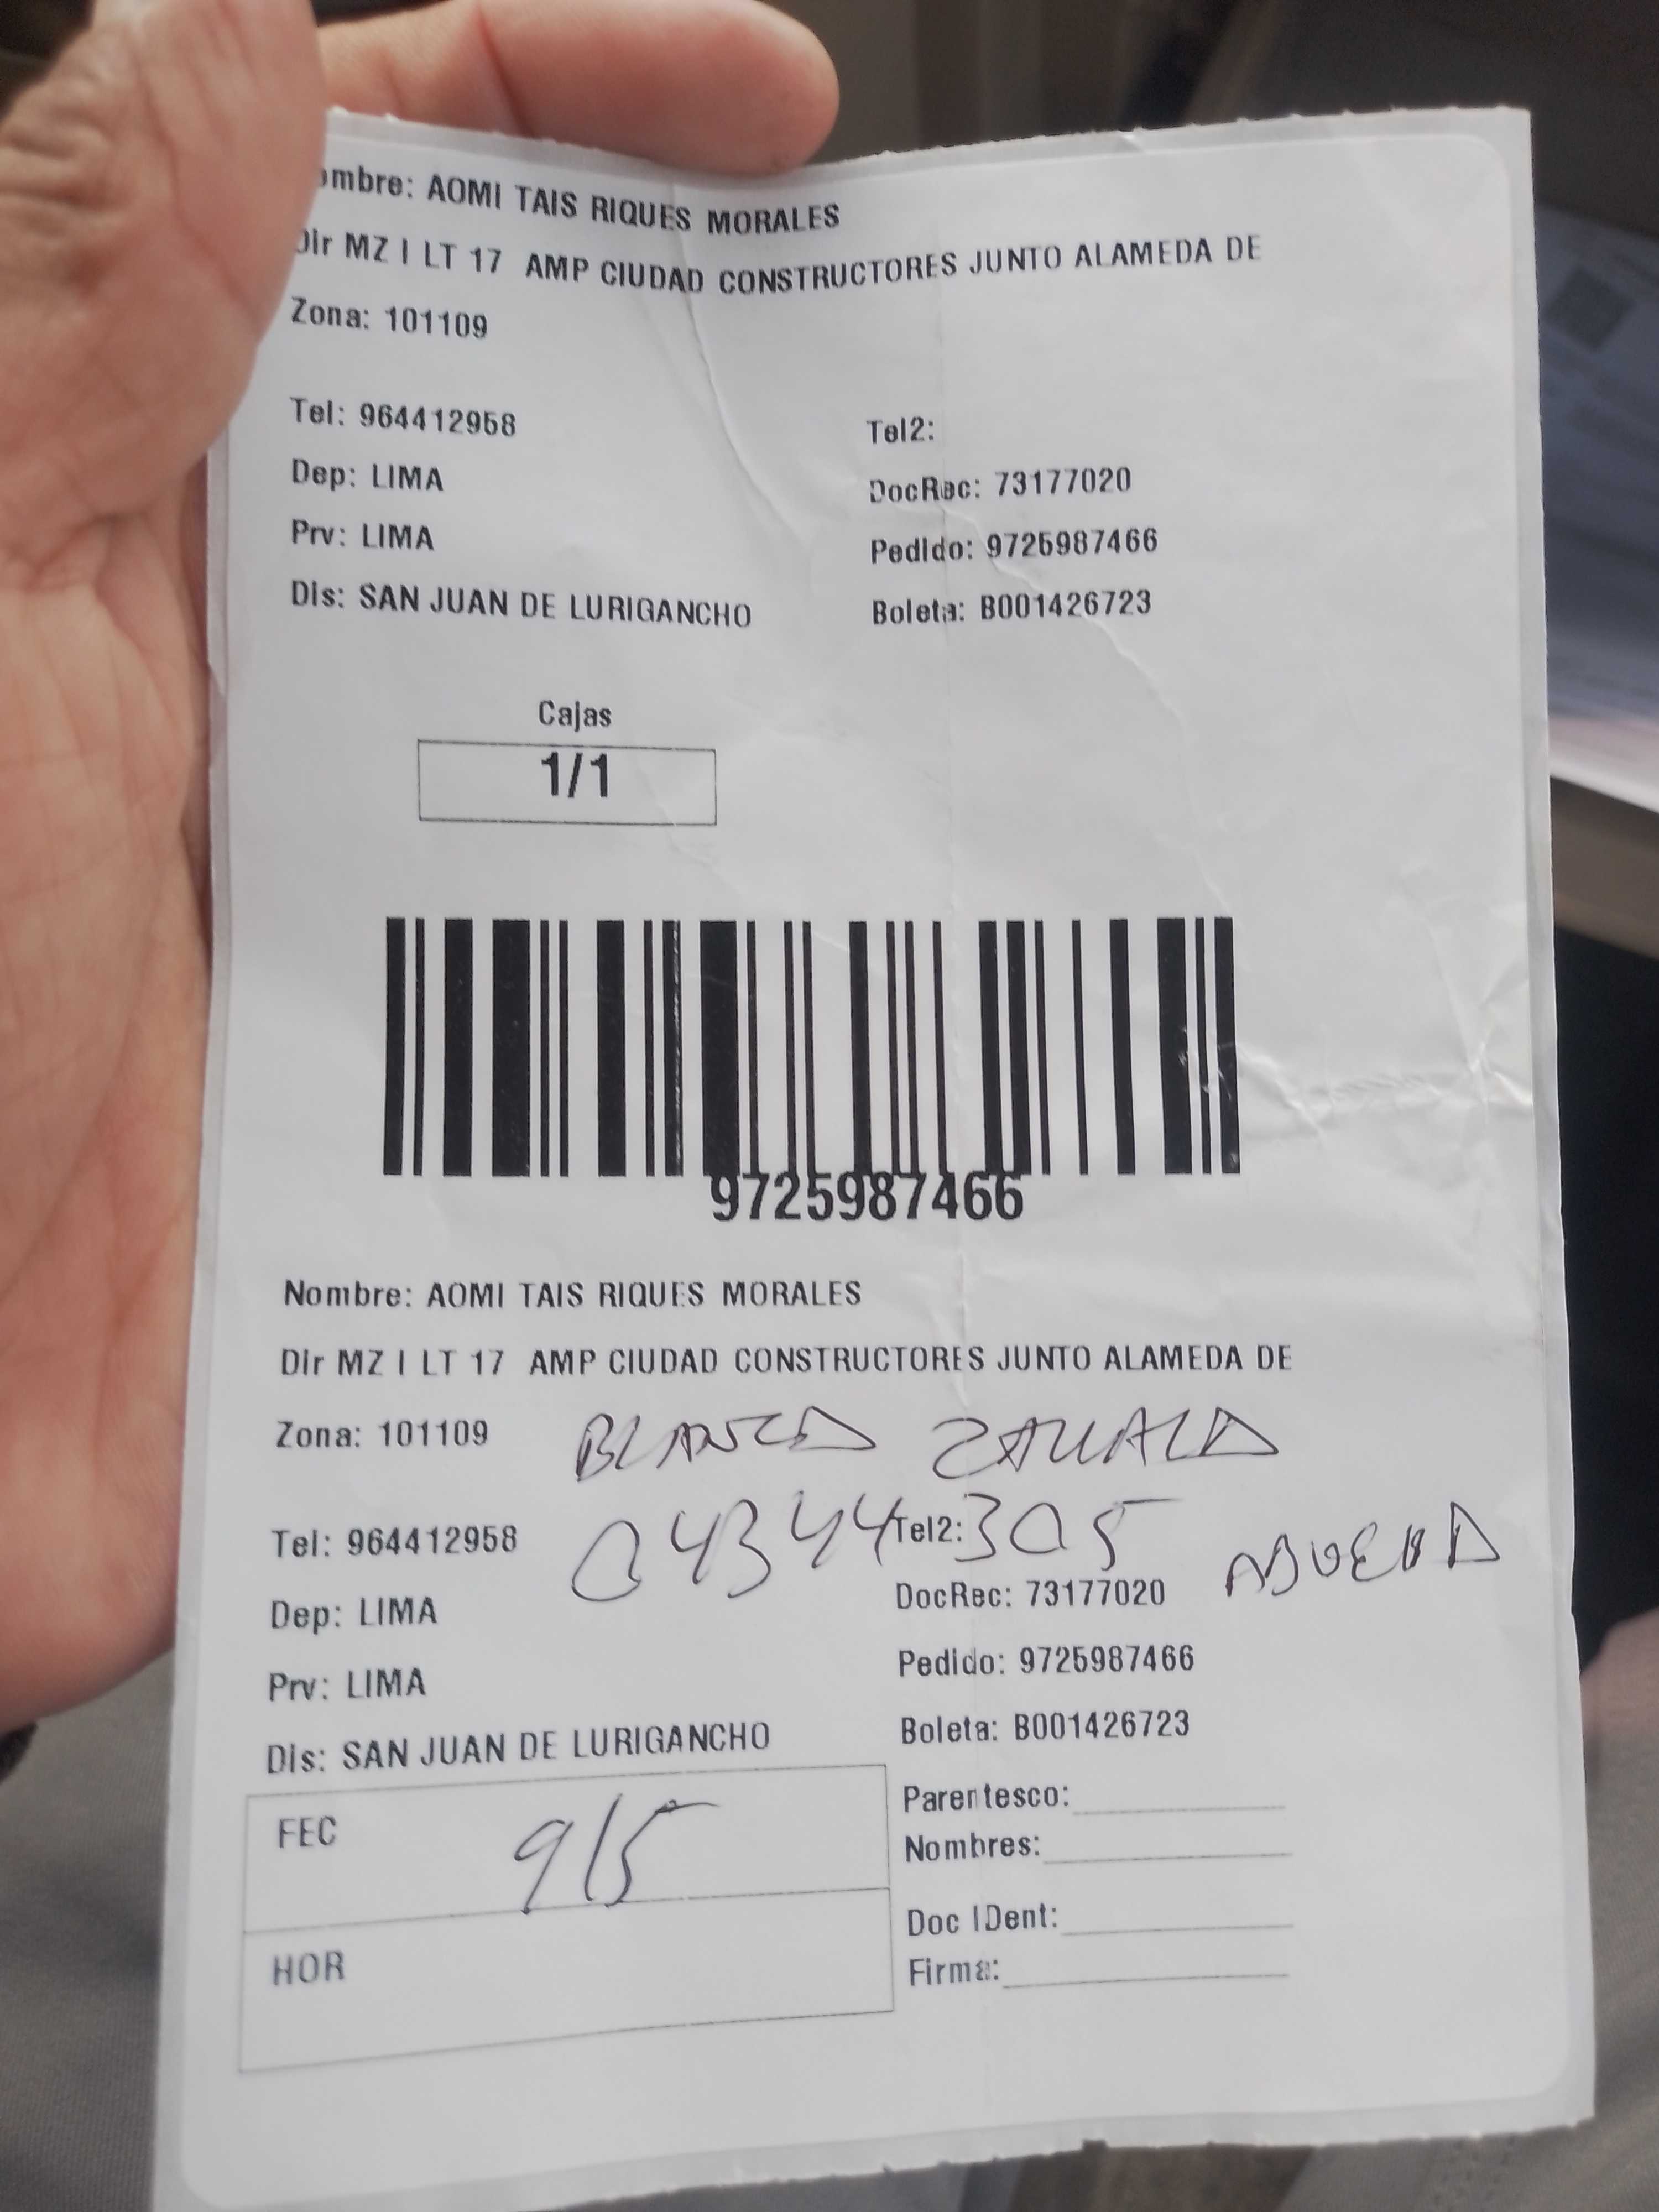 ombre: AOMI TAIS RIQUES MORALES
Dir MZ I LT 17 AMP CIUDAD CONSTRUCTORES JUNTO ALAMEDA DE
Zona: 101109
Tel: 964412958 Tel2:
Dep: LIMA DocRec: 73177020
Prv: LIMA Pedido: 9725987466
Dis: SAN JUAN DE LURIGANCHO Boleta: B001426723
Cajas
1/1
9725987466
Nombre: AOMI TAIS RIQUES MORALES
Dir MZ I LT 17 AMP CIUDAD CONSTRUCTORES JUNTO ALAMEDA DE
Zona: 101109 BLANCA
Tel: 964412958 04344305 Tel2: ABUELA
Dep: LIMA DocRec: 73177020
Prv: LIMA Pedido: 9725987466
Dis: SAN JUAN DE LURIGANCHO Boleta: B001426723
FEC 9/5 Parentesco:
Nombres:
HOR Doc IDent:
Firma: